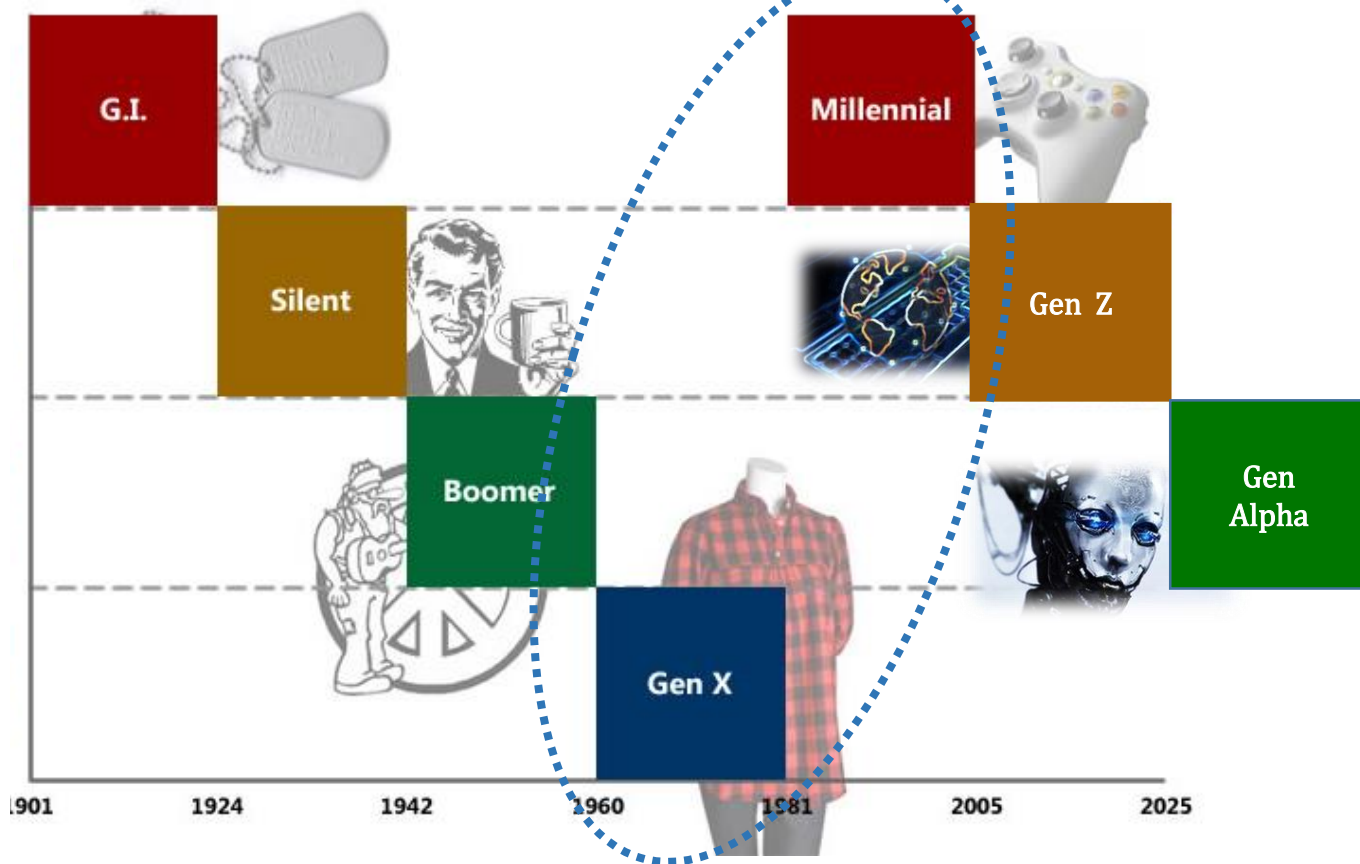 G.I.
Millennial
Silent
Gen Z
Boomer
Gen
Alpha
Gen X
1901 1924 1942 1960 1981 2005 2025